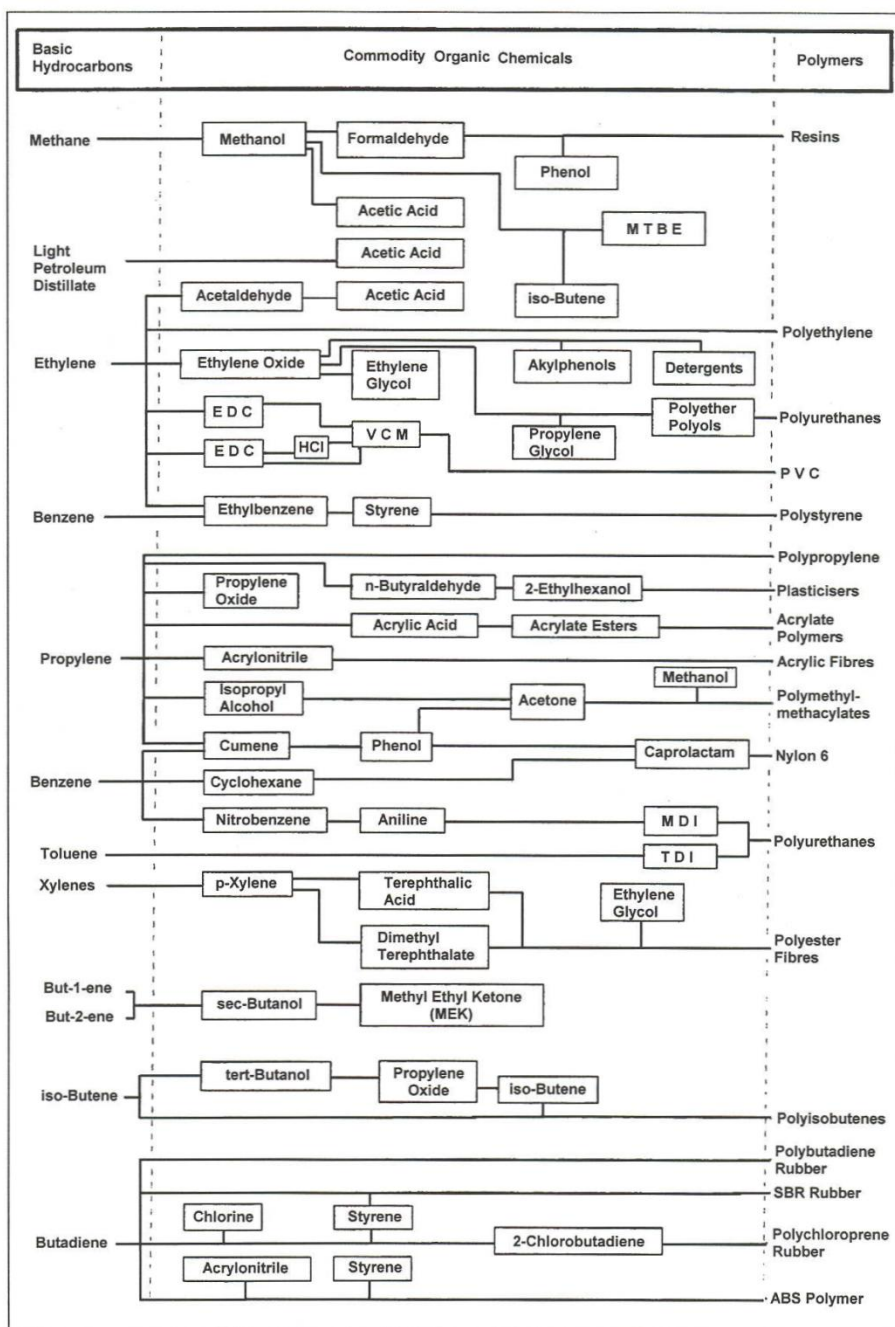 Basic
Hydrocarbons
Commodity Organic Chemicals
Polymers
Methane
Methanol
Formaldehyde
Resins
Phenol
Acetic Acid
M T B E
Light
Petroleum
Distillate
Acetic Acid
Acetaldehyde
Acetic Acid
iso-Butene
Polyethylene
Ethylene
Ethylene Oxide
Ethylene
Glycol
Akylphenols
Detergents
E D C
V C M
Propylene
Glycol
Polyether
Polyols
Polyurethanes
E D C
HCl
P V C
Benzene
Ethylbenzene
Styrene
Polystyrene
Polypropylene
Propylene
Oxide
n-Butyraldehyde
2-Ethylhexanol
Plasticisers
Acrylic Acid
Acrylate Esters
Acrylate
Polymers
Propylene
Acrylonitrile
Acrylic Fibres
Isopropyl
Alcohol
Acetone
Methanol
Polymethyl-
methacylates
Cumene
Phenol
Caprolactam
Nylon 6
Benzene
Cyclohexane
Nitrobenzene
Aniline
M D I
Polyurethanes
Toluene
T D I
Xylenes
p-Xylene
Terephthalic
Acid
Ethylene
Glycol
Dimethyl
Terephthalate
Polyester
Fibres
But-1-ene
But-2-ene
sec-Butanol
Methyl Ethyl Ketone
(MEK)
iso-Butene
tert-Butanol
Propylene
Oxide
iso-Butene
Polyisobutenes
Polybutadiene
Rubber
SBR Rubber
Chlorine
Styrene
Butadiene
2-Chlorobutadiene
Polychloroprene
Rubber
Acrylonitrile
Styrene
ABS Polymer